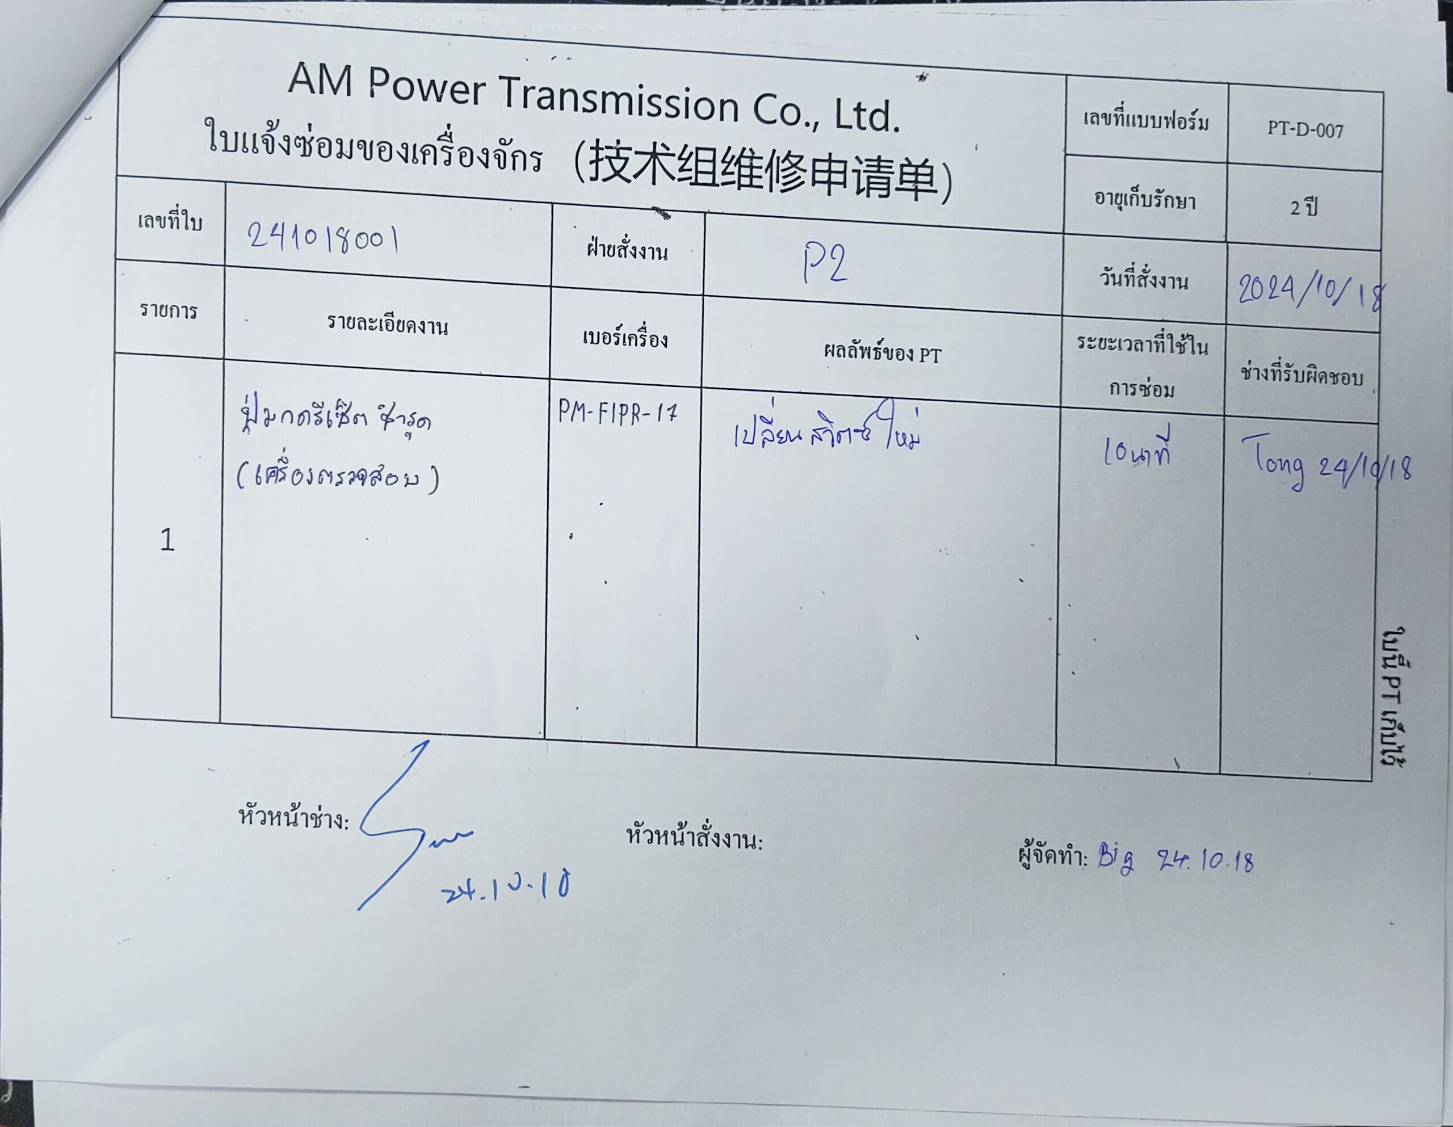 AM Power Transmission Co., Ltd.
ใบแจ้งซ่อมของเครื่องจักร (技术组维修申请单)
เลขที่แบบฟอร์ม PT-D-007
อายุเก็บรักษา 2 ปี
เลขที่ใบ 241018001 ฝ่ายสั่งงาน P2 วันที่สั่งงาน 2024/10/18
รายการ รายละเอียดงาน เบอร์เครื่อง ผลลัพธ์ของ PT ระยะเวลาที่ใช้ใน
การซ่อม ช่างที่รับผิดชอบ
1 ปุ่มกดรีเซ็ต ชำรุด
(เครื่องตรวจสอบ)
PM-FIPR-17
เปลี่ยนสวิตซ์ใหม่
10นาที
Tong 24/10/18
ใบนี้ PT เก็บไว้
หัวหน้าช่าง:
24.10.18
หัวหน้าสั่งงาน:
ผู้จัดทำ: Big 24.10.18